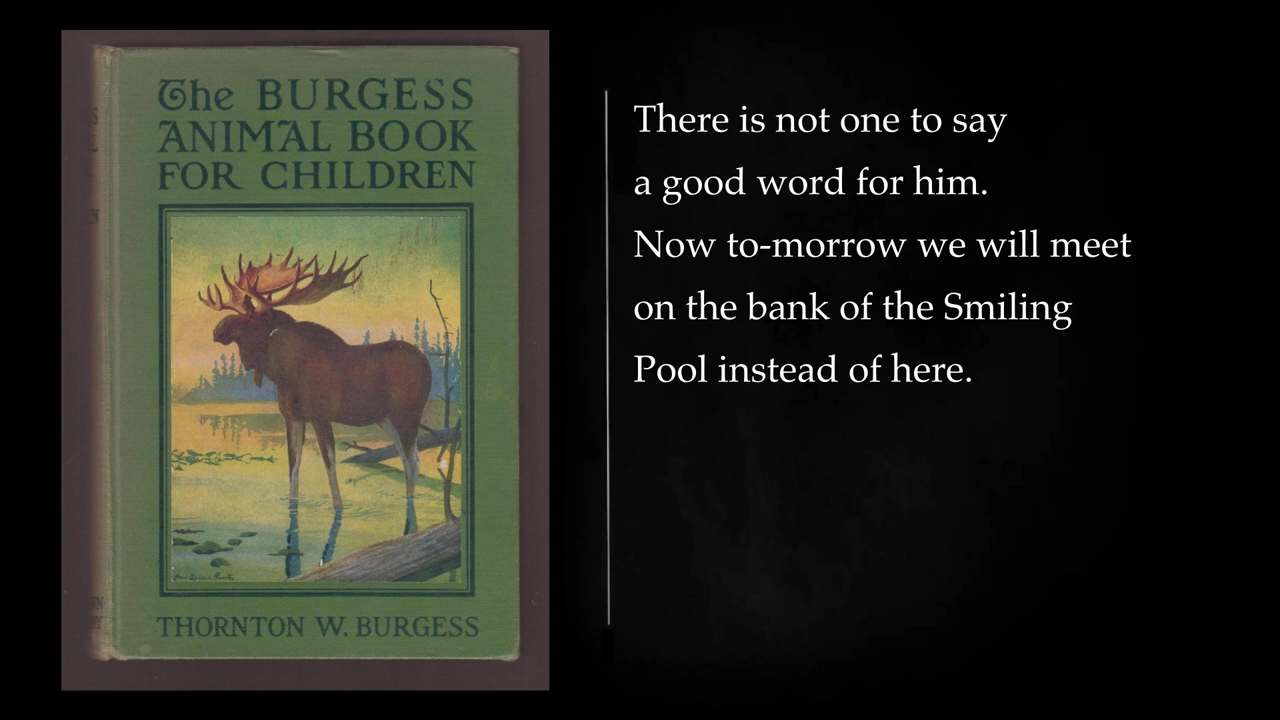 The BURGESS
ANIMAL BOOK
FOR CHILDREN
THORNTON W. BURGESS
There is not one to say
a good word for him.
Now to-morrow we will meet
on the bank of the Smiling
Pool instead of here.